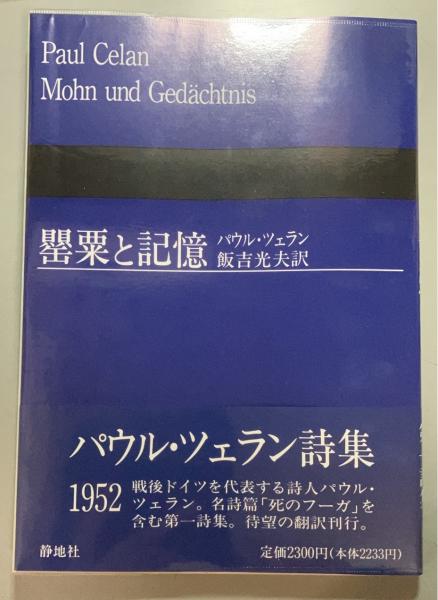 Paul Celan
Mohn und Gedächtnis
罌粟と記憶
パウル・ツェラン
飯吉光夫訳
パウル・ツェラン詩集
1952
戦後ドイツを代表する詩人パウル・
ツェラン。名詩篇「死のフーガ」を
含む第一詩集。待望の翻訳刊行。
静地社
定価2300円(本体2233円)